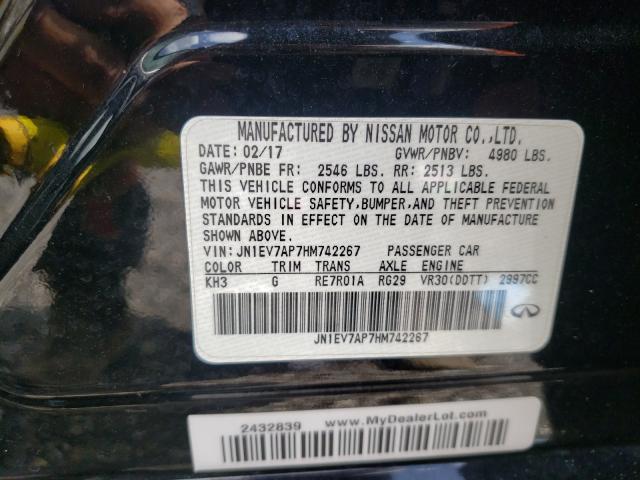 MANUFACTURED BY NISSAN MOTOR CO.,LTD.
DATE: 02/17 GVWR/PNBV: 4980 LBS.
GAWR/PNBE FR: 2546 LBS. RR: 2513 LBS.
THIS VEHICLE CONFORMS TO ALL APPLICABLE FEDERAL
MOTOR VEHICLE SAFETY,BUMPER,AND THEFT PREVENTION
STANDARDS IN EFFECT ON THE DATE OF MANUFACTURE
SHOWN ABOVE.
VIN: JN1EV7AP7HM742267 PASSENGER CAR
COLOR TRIM TRANS AXLE ENGINE
KH3 G RE7R01A RG29 VR30(DDTT) 2997CC
JN1EV7AP7HM742267
2432839 www.MyDealerLot.com